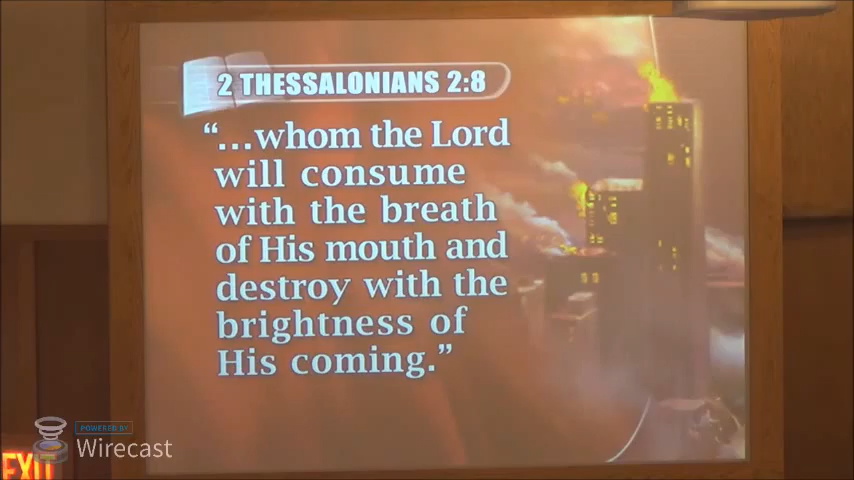 2 THESSALONIANS 2:8
“...whom the Lord
will consume
with the breath
of His mouth and
destroy with the
brightness of
His coming.”
POWERED BY
Wirecast
EXIT